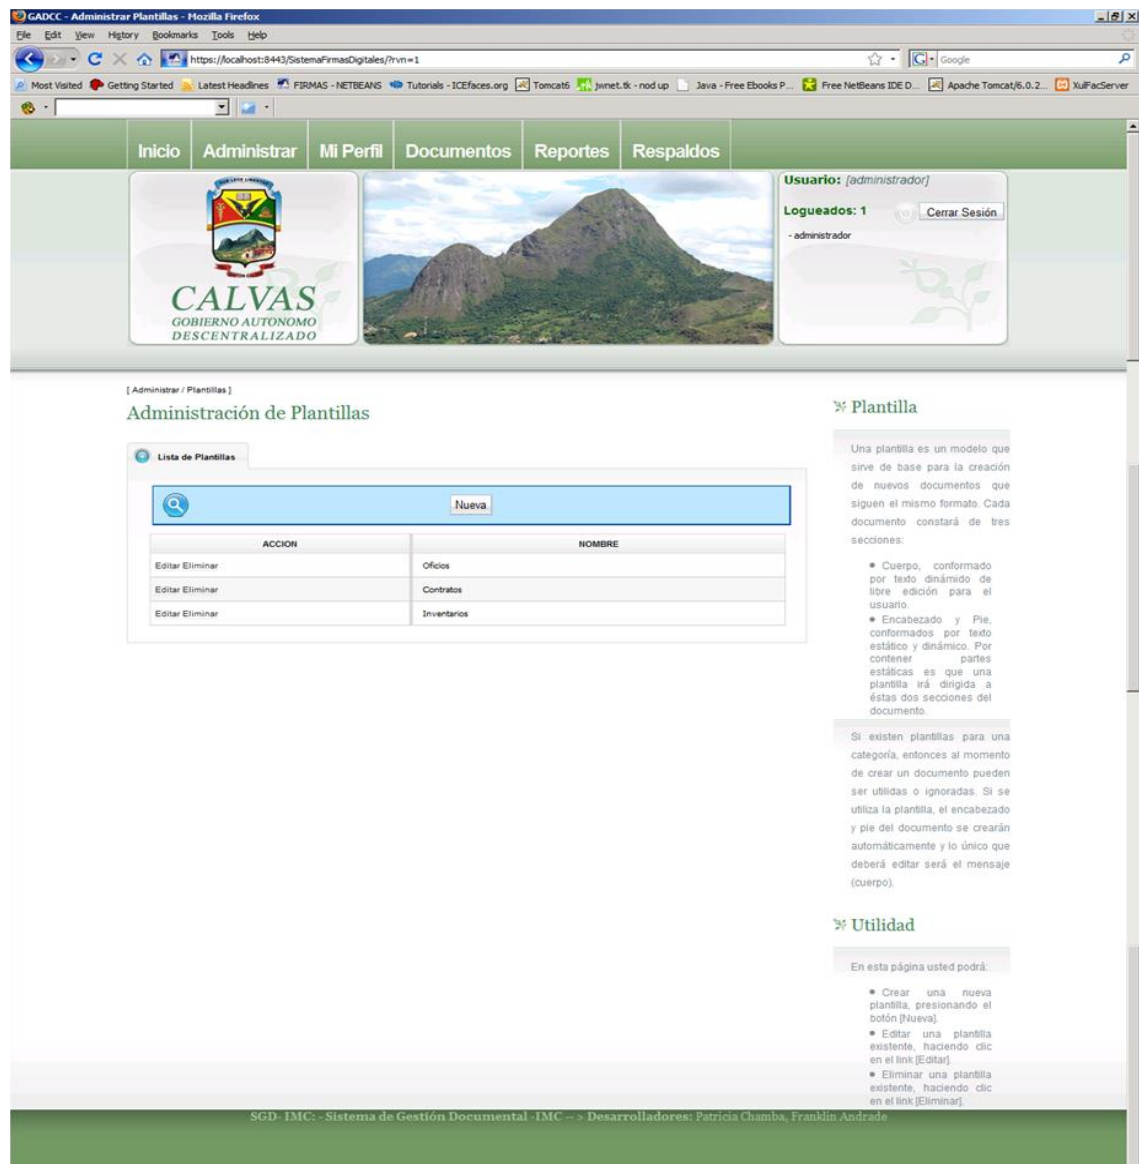 GADCC - Administrar Plantillas - Mozilla Firefox
File Edit View History Bookmarks Tools Help
https://localhost:8443/SistemaFirmasDigitales/?rvn=1
Google
Most Visited Getting Started Latest Headlines FIRMAS - NETBEANS Tutorials - ICEfaces.org Tomcat6 jwnet.tk - nod up Java - Free Ebooks P... Free NetBeans IDE D... Apache Tomcat/6.0.2... XulFacServer
Inicio Administrar Mi Perfil Documentos Reportes Respaldos
CALVAS
GOBIERNO AUTONOMO
DESCENTRALIZADO
Usuario: [administrador]
Logueados: 1 Cerrar Sesión
- administrador
[ Administrar / Plantillas ]
Administración de Plantillas
Lista de Plantillas
Nueva
ACCION NOMBRE
Editar Eliminar Oficios
Editar Eliminar Contratos
Editar Eliminar Inventarios
Plantilla
Una plantilla es un modelo que
sirve de base para la creación
de nuevos documentos que
siguen el mismo formato. Cada
documento constará de tres
secciones:
Cuerpo, conformado
por texto dinámido de
libre edición para el
usuario.
Encabezado y Pie,
conformados por texto
estático y dinámico. Por
contener partes
estáticas es que una
plantilla irá dirigida a
éstas dos secciones del
documento.
Si existen plantillas para una
categoría, entonces al momento
de crear un documento pueden
ser utilidas o ignoradas. Si se
utiliza la plantilla, el encabezado
y pie del documento se crearán
automáticamente y lo único que
deberá editar será el mensaje
(cuerpo).
Utilidad
En esta página usted podrá:
Crear una nueva
plantilla, presionando el
botón [Nueva].
Editar una plantilla
existente, haciendo clic
en el link [Editar].
Eliminar una plantilla
existente, haciendo clic
en el link [Eliminar].
SGD- IMC: - Sistema de Gestión Documental -IMC -- > Desarrolladores: Patricia Chamba, Franklin Andrade